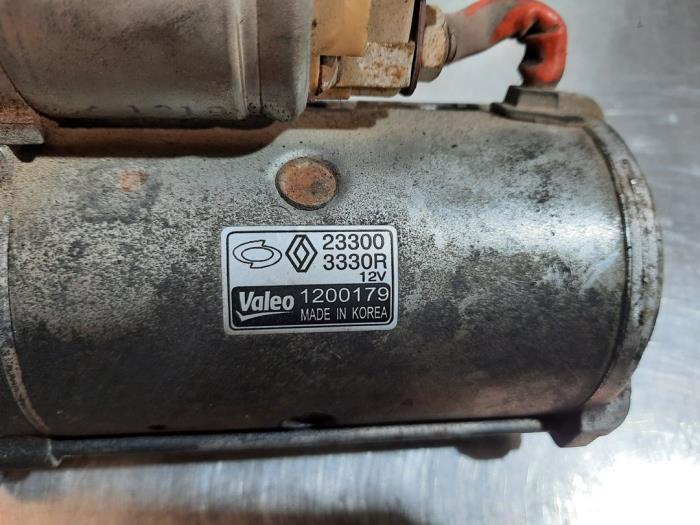 23300
3330R
12V
Valeo 1200179
MADE IN KOREA